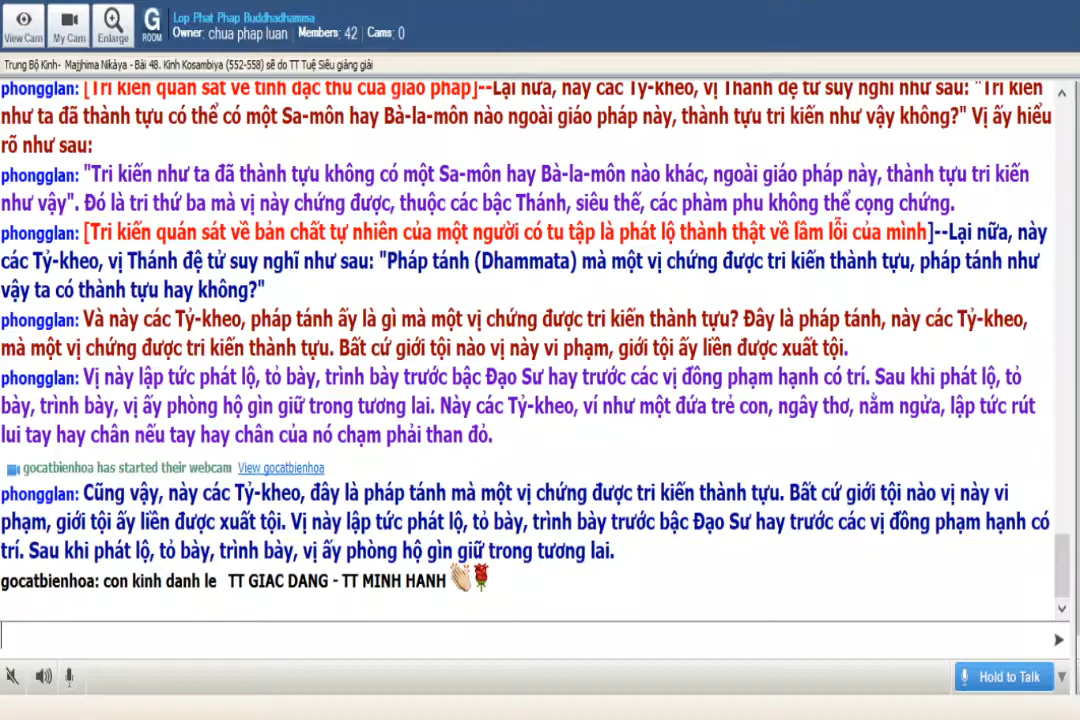 View Cam
My Cam
Enlarge
G
ROOM
Lop Phat Phap Buddhadhamma
Owner: chua phap luan | Members: 42 | Cams: 0
Trung Bộ Kinh- Majjhima Nikàya - Bài 48. Kinh Kosambiya (552-558) sẽ do TT Tuệ Siêu giảng giải
phongglan: [Tri kiến quán sát về tính đặc thù của giáo pháp]--Lại nữa, này các Tỷ-kheo, vị Thánh đệ tử suy nghĩ như sau: "Tri kiến
như ta đã thành tựu có thể có một Sa-môn hay Bà-la-môn nào ngoài giáo pháp này, thành tựu tri kiến như vậy không?" Vị ấy hiểu
rõ như sau:
phongglan: "Tri kiến như ta đã thành tựu không có một Sa-môn hay Bà-la-môn nào khác, ngoài giáo pháp này, thành tựu tri kiến
như vậy". Đó là tri thứ ba mà vị này chứng được, thuộc các bậc Thánh, siêu thế, các phàm phu không thể cọng chứng.
phongglan: [Tri kiến quán sát về bản chất tự nhiên của một người có tu tập là phát lộ thành thật về lầm lỗi của mình]--Lại nữa, này
các Tỷ-kheo, vị Thánh đệ tử suy nghĩ như sau: "Pháp tánh (Dhammata) mà một vị chứng được tri kiến thành tựu, pháp tánh như
vậy ta có thành tựu hay không?"
phongglan: Và này các Tỷ-kheo, pháp tánh ấy là gì mà một vị chứng được tri kiến thành tựu? Đây là pháp tánh, này các Tỷ-kheo,
mà một vị chứng được tri kiến thành tựu. Bất cứ giới tội nào vị này vi phạm, giới tội ấy liền được xuất tội.
phongglan: Vị này lập tức phát lộ, tỏ bày, trình bày trước bậc Đạo Sư hay trước các vị đồng phạm hạnh có trí. Sau khi phát lộ, tỏ
bày, trình bày, vị ấy phòng hộ gìn giữ trong tương lai. Này các Tỷ-kheo, ví như một đứa trẻ con, ngây thơ, nằm ngửa, lập tức rút
lui tay hay chân nếu tay hay chân của nó chạm phải than đỏ.
gocatbienhoa has started their webcam View gocatbienhoa
phongglan: Cũng vậy, này các Tỷ-kheo, đây là pháp tánh mà một vị chứng được tri kiến thành tựu. Bất cứ giới tội nào vị này vi
phạm, giới tội ấy liền được xuất tội. Vị này lập tức phát lộ, tỏ bày, trình bày trước bậc Đạo Sư hay trước các vị đồng phạm hạnh có
trí. Sau khi phát lộ, tỏ bày, trình bày, vị ấy phòng hộ gìn giữ trong tương lai.
gocatbienhoa: con kinh danh le TT GIAC DANG - TT MINH HANH 👏🌹
Hold to Talk